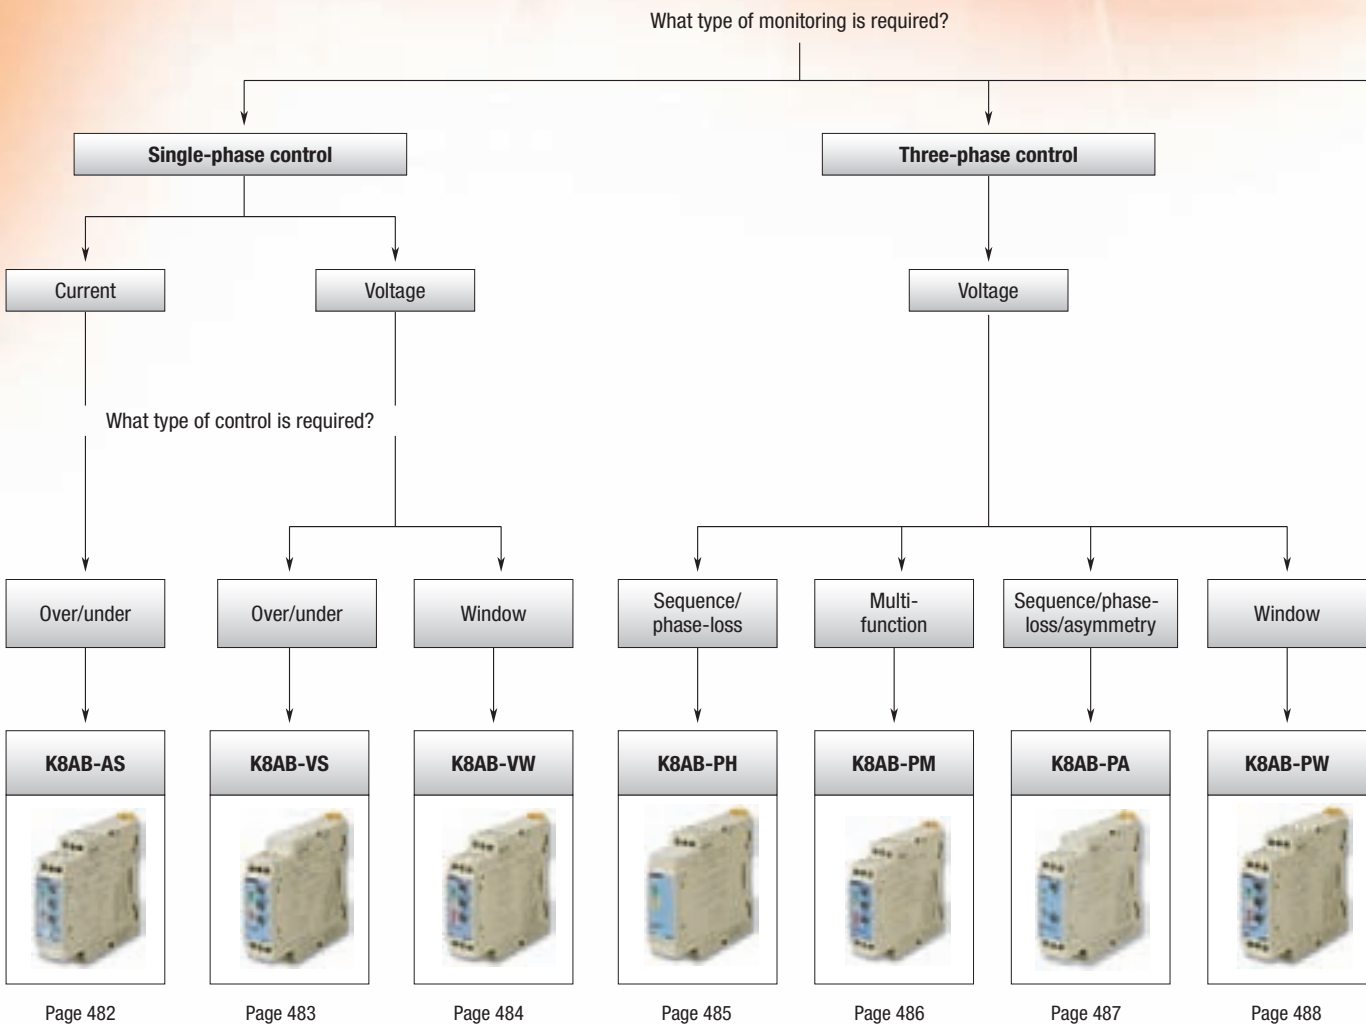 What type of monitoring is required?
Single-phase control
Three-phase control
Current
Voltage
Voltage
What type of control is required?
Over/under
Over/under
Window
Sequence/
phase-loss
Multi-
function
Sequence/phase-
loss/asymmetry
Window
K8AB-AS
K8AB-VS
K8AB-VW
K8AB-PH
K8AB-PM
K8AB-PA
K8AB-PW
Page 482
Page 483
Page 484
Page 485
Page 486
Page 487
Page 488